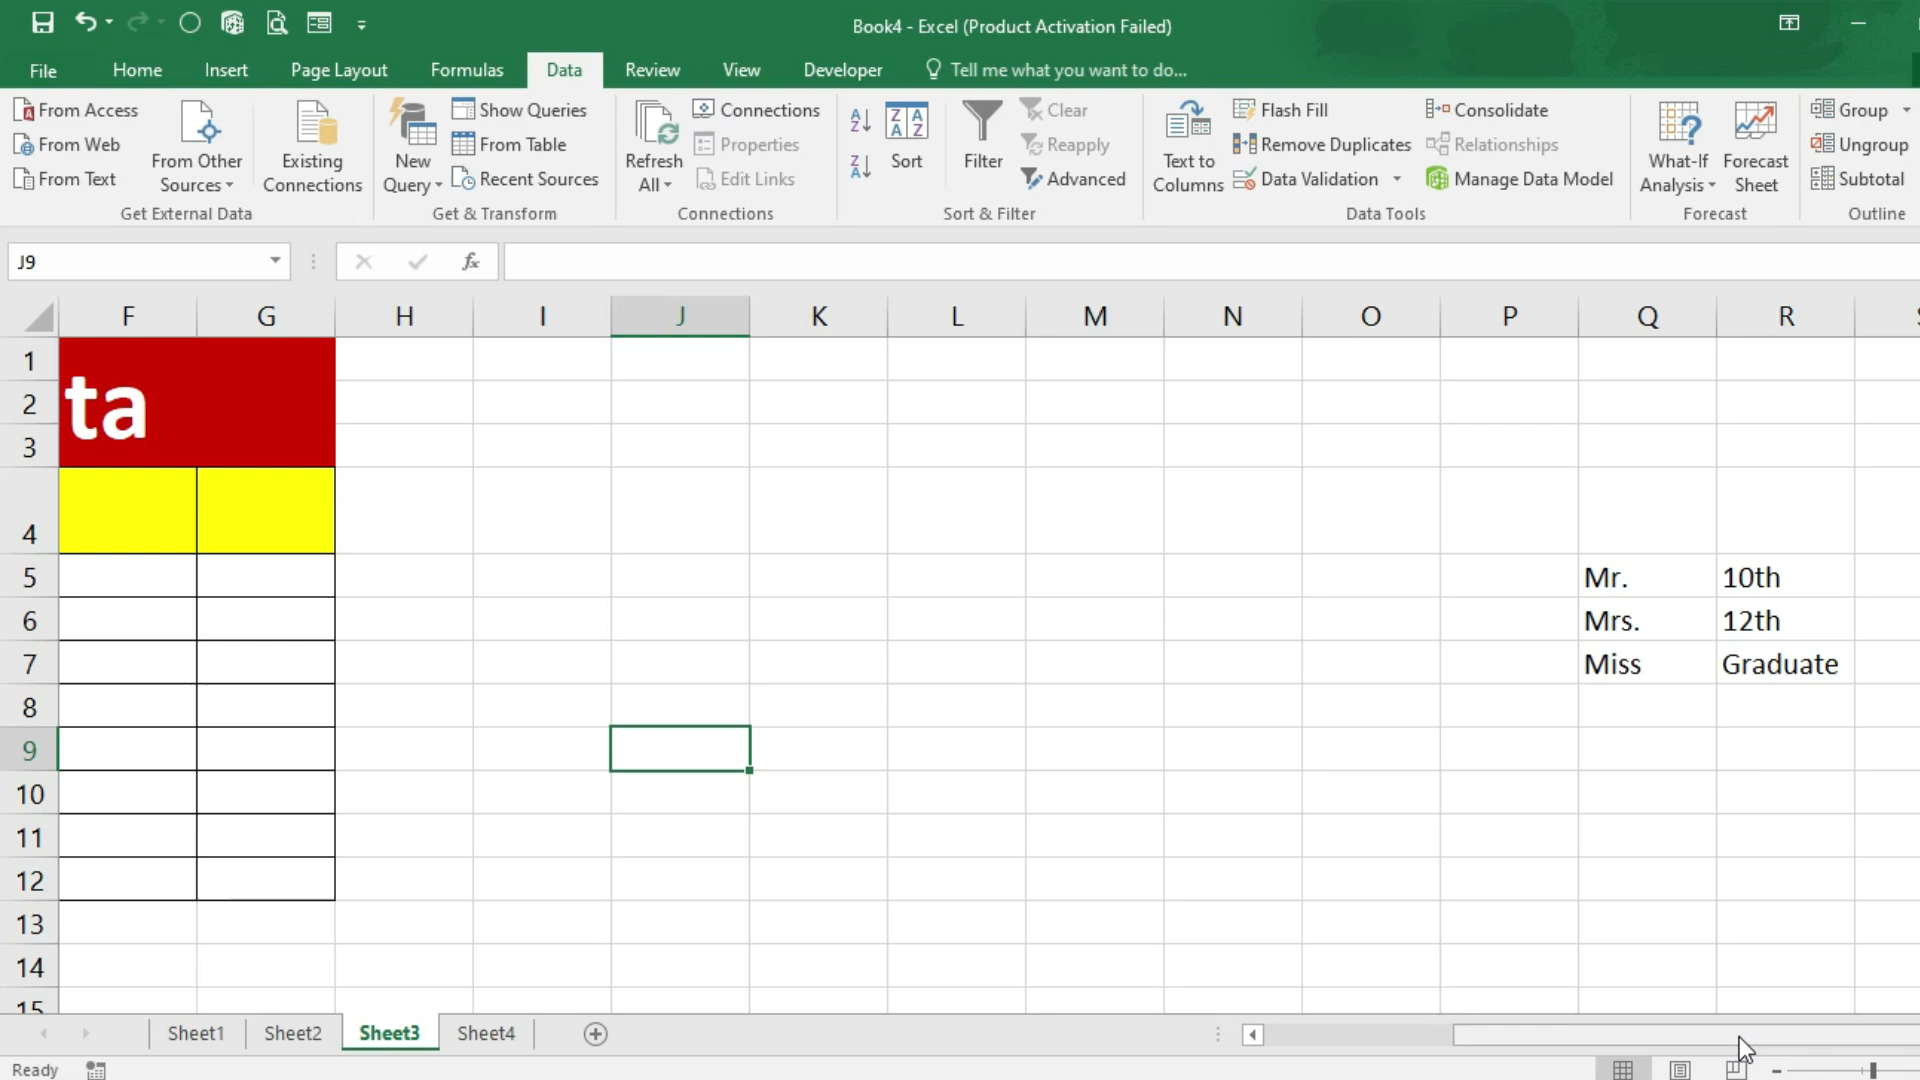 Book4 - Excel (Product Activation Failed)
File Home Insert Page Layout Formulas Data Review View Developer Tell me what you want to do...
From Access
From Web
From Text
From Other Sources
Existing Connections
Get External Data
New Query
Show Queries
From Table
Recent Sources
Get & Transform
Refresh All
Connections
Properties
Edit Links
Connections
Sort
Filter
Clear
Reapply
Advanced
Sort & Filter
Text to Columns
Flash Fill
Remove Duplicates
Data Validation
Consolidate
Relationships
Manage Data Model
Data Tools
What-If Analysis
Forecast Sheet
Forecast
Group
Ungroup
Subtotal
Outline
J9 fx
F G H I J K L M N O P Q R
1
2 ta
3
4
5 Mr. 10th
6 Mrs. 12th
7 Miss Graduate
8
9
10
11
12
13
14
15
Sheet1 Sheet2 Sheet3 Sheet4
Ready